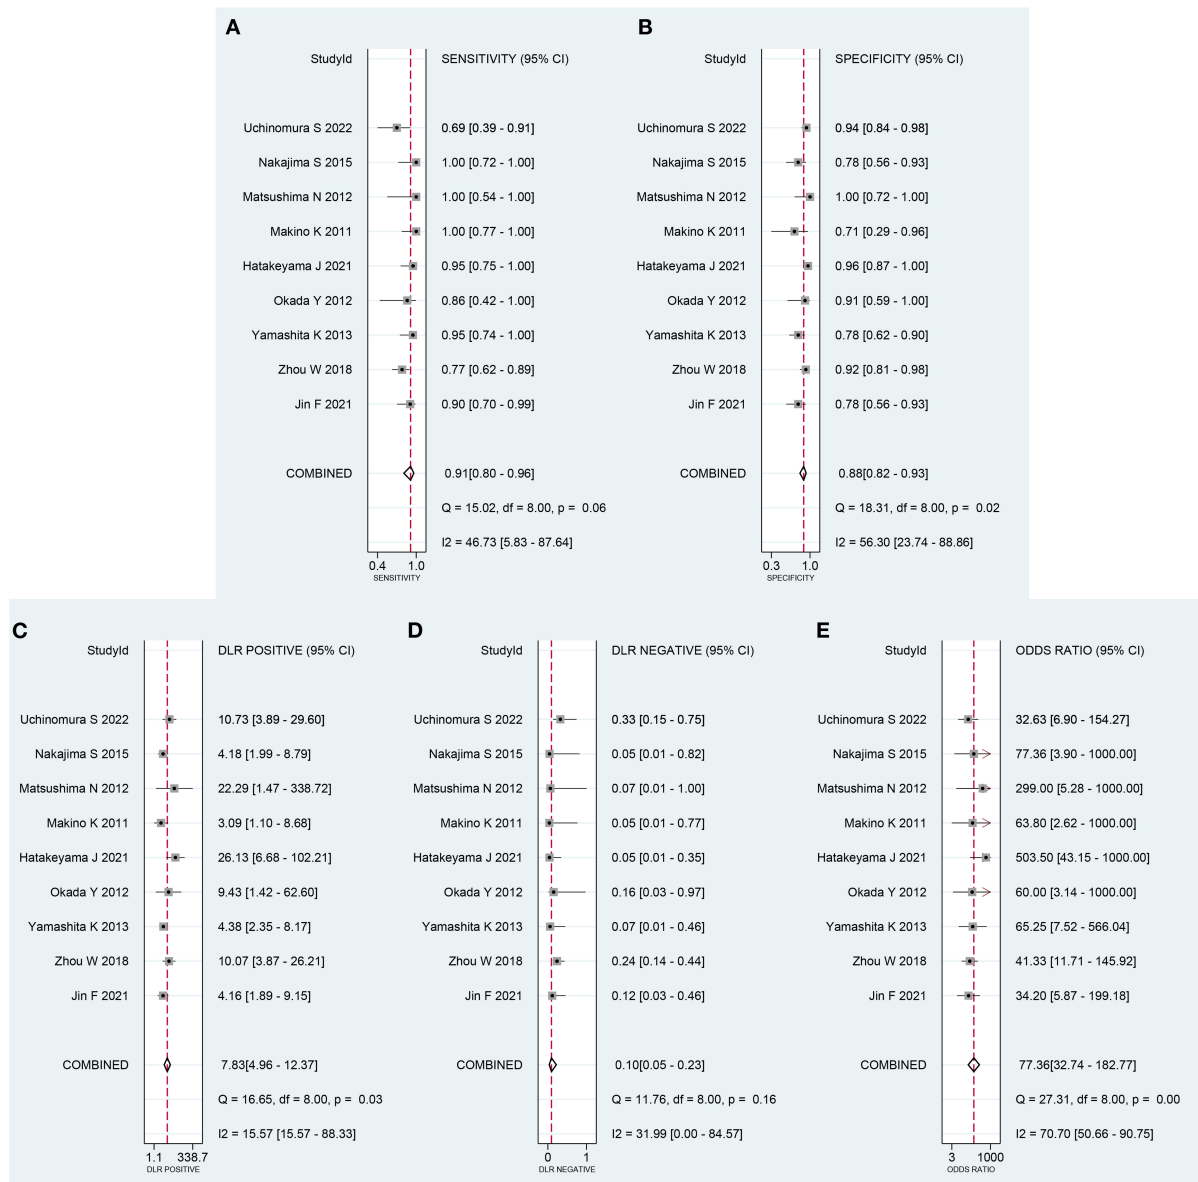 A
StudyId SENSITIVITY (95% CI)
Uchinomura S 2022 0.69 [0.39 - 0.91]
Nakajima S 2015 1.00 [0.72 - 1.00]
Matsushima N 2012 1.00 [0.54 - 1.00]
Makino K 2011 1.00 [0.77 - 1.00]
Hatakeyama J 2021 0.95 [0.75 - 1.00]
Okada Y 2012 0.86 [0.42 - 1.00]
Yamashita K 2013 0.95 [0.74 - 1.00]
Zhou W 2018 0.77 [0.62 - 0.89]
Jin F 2021 0.90 [0.70 - 0.99]
COMBINED 0.91[0.80 - 0.96]
Q = 15.02, df = 8.00, p = 0.06
I2 = 46.73 [5.83 - 87.64]
0.4 1.0
SENSITIVITY
B
StudyId SPECIFICITY (95% CI)
Uchinomura S 2022 0.94 [0.84 - 0.98]
Nakajima S 2015 0.78 [0.56 - 0.93]
Matsushima N 2012 1.00 [0.72 - 1.00]
Makino K 2011 0.71 [0.29 - 0.96]
Hatakeyama J 2021 0.96 [0.87 - 1.00]
Okada Y 2012 0.91 [0.59 - 1.00]
Yamashita K 2013 0.78 [0.62 - 0.90]
Zhou W 2018 0.92 [0.81 - 0.98]
Jin F 2021 0.78 [0.56 - 0.93]
COMBINED 0.88[0.82 - 0.93]
Q = 18.31, df = 8.00, p = 0.02
I2 = 56.30 [23.74 - 88.86]
0.3 1.0
SPECIFICITY
C
StudyId DLR POSITIVE (95% CI)
Uchinomura S 2022 10.73 [3.89 - 29.60]
Nakajima S 2015 4.18 [1.99 - 8.79]
Matsushima N 2012 22.29 [1.47 - 338.72]
Makino K 2011 3.09 [1.10 - 8.68]
Hatakeyama J 2021 26.13 [6.68 - 102.21]
Okada Y 2012 9.43 [1.42 - 62.60]
Yamashita K 2013 4.38 [2.35 - 8.17]
Zhou W 2018 10.07 [3.87 - 26.21]
Jin F 2021 4.16 [1.89 - 9.15]
COMBINED 7.83[4.96 - 12.37]
Q = 16.65, df = 8.00, p = 0.03
I2 = 15.57 [15.57 - 88.33]
1.1 338.7
DLR POSITIVE
D
StudyId DLR NEGATIVE (95% CI)
Uchinomura S 2022 0.33 [0.15 - 0.75]
Nakajima S 2015 0.05 [0.01 - 0.82]
Matsushima N 2012 0.07 [0.01 - 1.00]
Makino K 2011 0.05 [0.01 - 0.77]
Hatakeyama J 2021 0.05 [0.01 - 0.35]
Okada Y 2012 0.16 [0.03 - 0.97]
Yamashita K 2013 0.07 [0.01 - 0.46]
Zhou W 2018 0.24 [0.14 - 0.44]
Jin F 2021 0.12 [0.03 - 0.46]
COMBINED 0.10[0.05 - 0.23]
Q = 11.76, df = 8.00, p = 0.16
I2 = 31.99 [0.00 - 84.57]
0 1
DLR NEGATIVE
E
StudyId ODDS RATIO (95% CI)
Uchinomura S 2022 32.63 [6.90 - 154.27]
Nakajima S 2015 77.36 [3.90 - 1000.00]
Matsushima N 2012 299.00 [5.28 - 1000.00]
Makino K 2011 63.80 [2.62 - 1000.00]
Hatakeyama J 2021 503.50 [43.15 - 1000.00]
Okada Y 2012 60.00 [3.14 - 1000.00]
Yamashita K 2013 65.25 [7.52 - 566.04]
Zhou W 2018 41.33 [11.71 - 145.92]
Jin F 2021 34.20 [5.87 - 199.18]
COMBINED 77.36[32.74 - 182.77]
Q = 27.31, df = 8.00, p = 0.00
I2 = 70.70 [50.66 - 90.75]
3 1000
ODDS RATIO